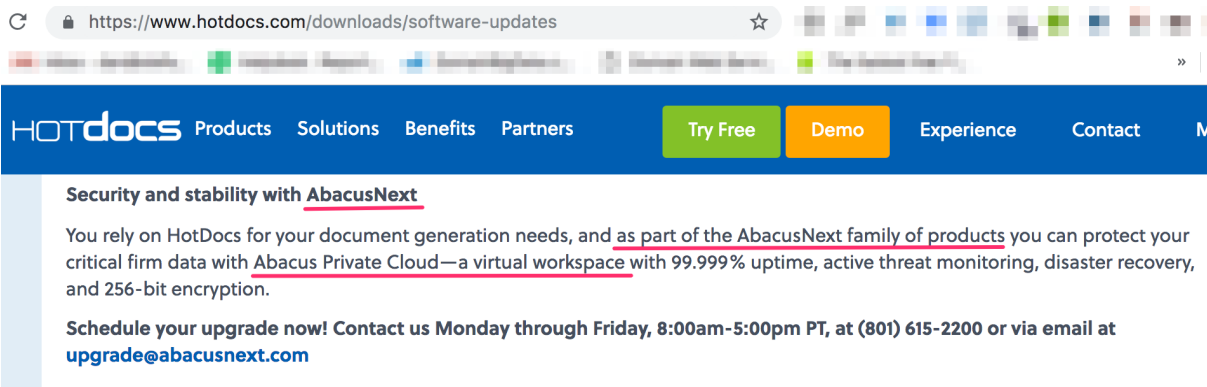 https://www.hotdocs.com/downloads/software-updates
»
HOTdocs Products Solutions Benefits Partners Try Free Demo Experience Contact
Security and stability with AbacusNext
You rely on HotDocs for your document generation needs, and as part of the AbacusNext family of products you can protect your
critical firm data with Abacus Private Cloud—a virtual workspace with 99.999% uptime, active threat monitoring, disaster recovery,
and 256-bit encryption.
Schedule your upgrade now! Contact us Monday through Friday, 8:00am-5:00pm PT, at (801) 615-2200 or via email at
upgrade@abacusnext.com